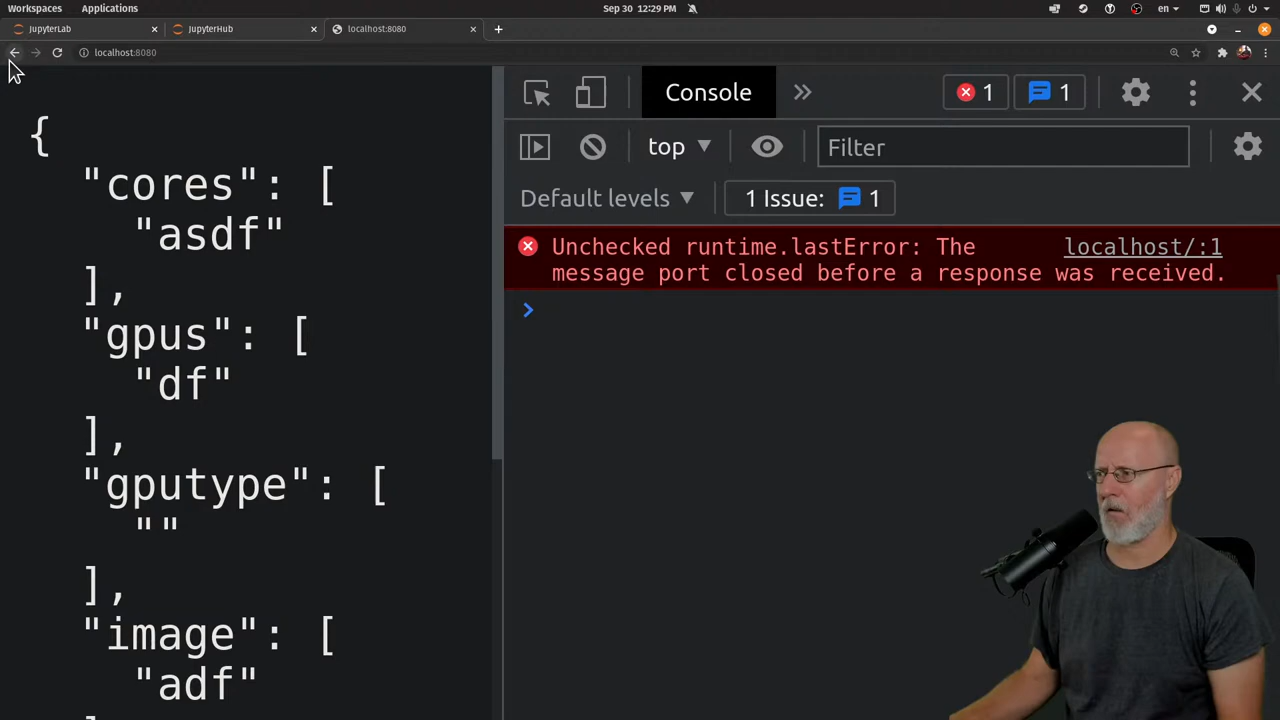 Workspaces Applications Sep 30 12:29 PM en
JupyterLab JupyterHub localhost:8080
localhost:8080
{
"cores": [
"asdf"
],
"gpus": [
"df"
],
"gputype": [
""
],
"image": [
"adf"
Console 1 1
top Filter
Default levels 1 Issue: 1
Unchecked runtime.lastError: The localhost/:1
message port closed before a response was received.